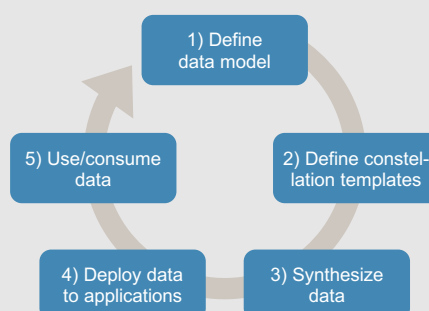 1) Define
data model
2) Define constel-
lation templates
3) Synthesize
data
4) Deploy data
to applications
5) Use/consume
data